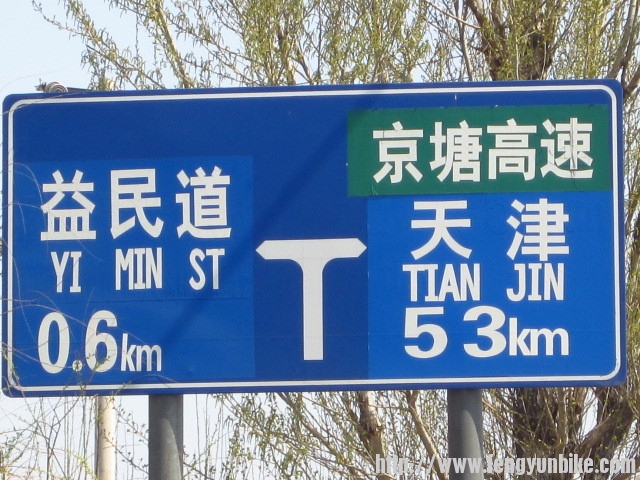 益民道
YI MIN ST
0.6km
京塘高速
天津
TIAN JIN
53km
http://www.fengyunbike.com